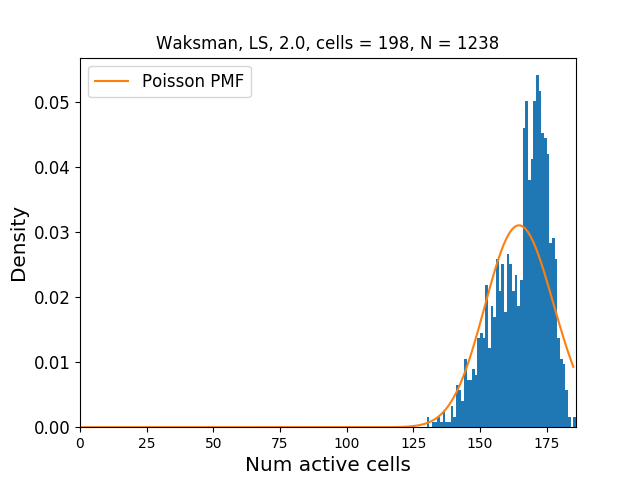 Waksman, LS, 2.0, cells = 198, N = 1238
Poisson PMF
Density
0.05
0.04
0.03
0.02
0.01
0.00
0 25 50 75 100 125 150 175
Num active cells